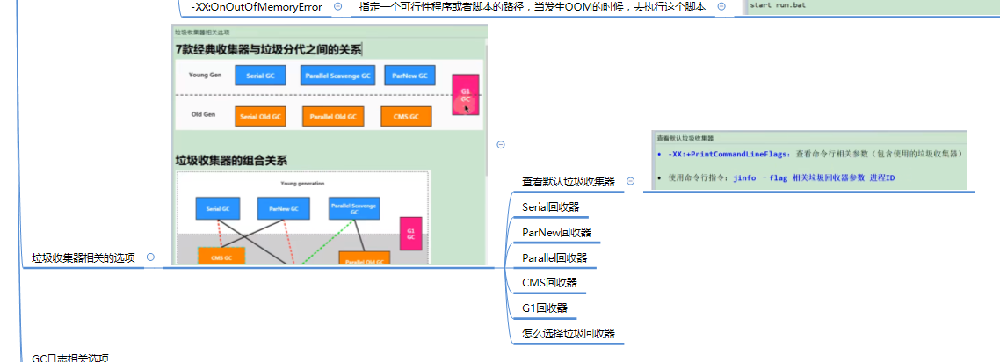 -XX:OnOutOfMemoryError
指定一个可行性程序或者脚本的路径，当发生OOM的时候，去执行这个脚本
start run.bat
垃圾收集器相关选项
7款经典收集器与垃圾分代之间的关系
Young Gen
Serial GC
Parallel Scavenge GC
ParNew GC
G1
GC
Old Gen
Serial Old GC
Parallel Old GC
CMS GC
垃圾收集器的组合关系
Young generation
Serial GC
ParNew GC
Parallel Scavenge
GC
G1
GC
CMS GC
Parallel Old GC
垃圾收集器相关的选项
查看默认垃圾收集器
查看默认垃圾收集器
• -XX:+PrintCommandLineFlags：查看命令行相关参数（包含使用的垃圾收集器）
• 使用命令行指令：jinfo –flag 相关垃圾回收器参数 进程ID
Serial回收器
ParNew回收器
Parallel回收器
CMS回收器
G1回收器
怎么选择垃圾回收器
GC日志相关选项